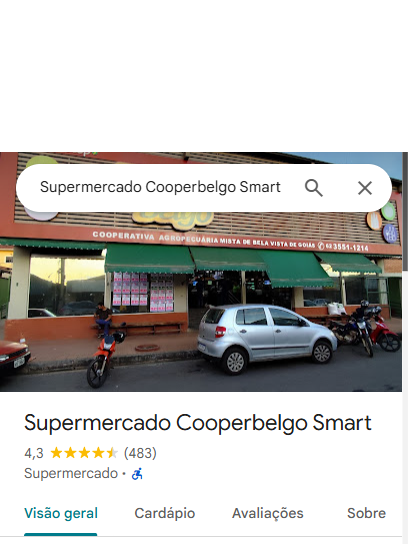 Supermercado Cooperbelgo Smart
COOPERATIVA AGROPECUÁRIA MISTA DE BELA VISTA DE GOIÁS 62 3551-1214
Supermercado Cooperbelgo Smart
4,3 (483)
Supermercado ·
Visão geral Cardápio Avaliações Sobre